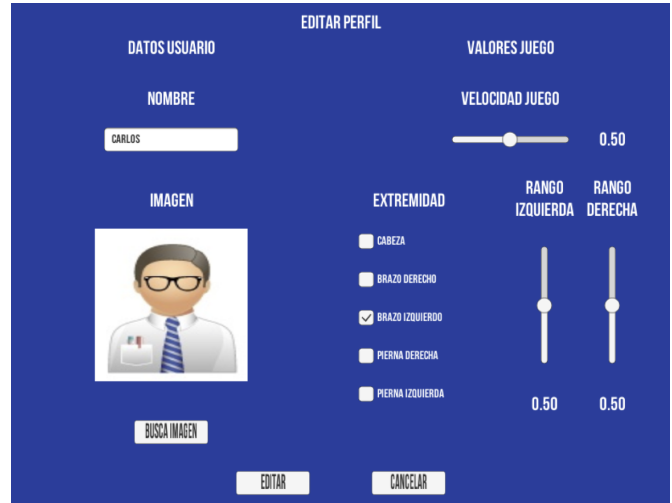 EDITAR PERFIL
DATOS USUARIO
VALORES JUEGO
NOMBRE
VELOCIDAD JUEGO
CARLOS
0.50
IMAGEN
EXTREMIDAD
RANGO
IZQUIERDA
RANGO
DERECHA
CABEZA
BRAZO DERECHO
BRAZO IZQUIERDO
PIERNA DERECHA
PIERNA IZQUIERDA
0.50
0.50
BUSCA IMAGEN
EDITAR
CANCELAR